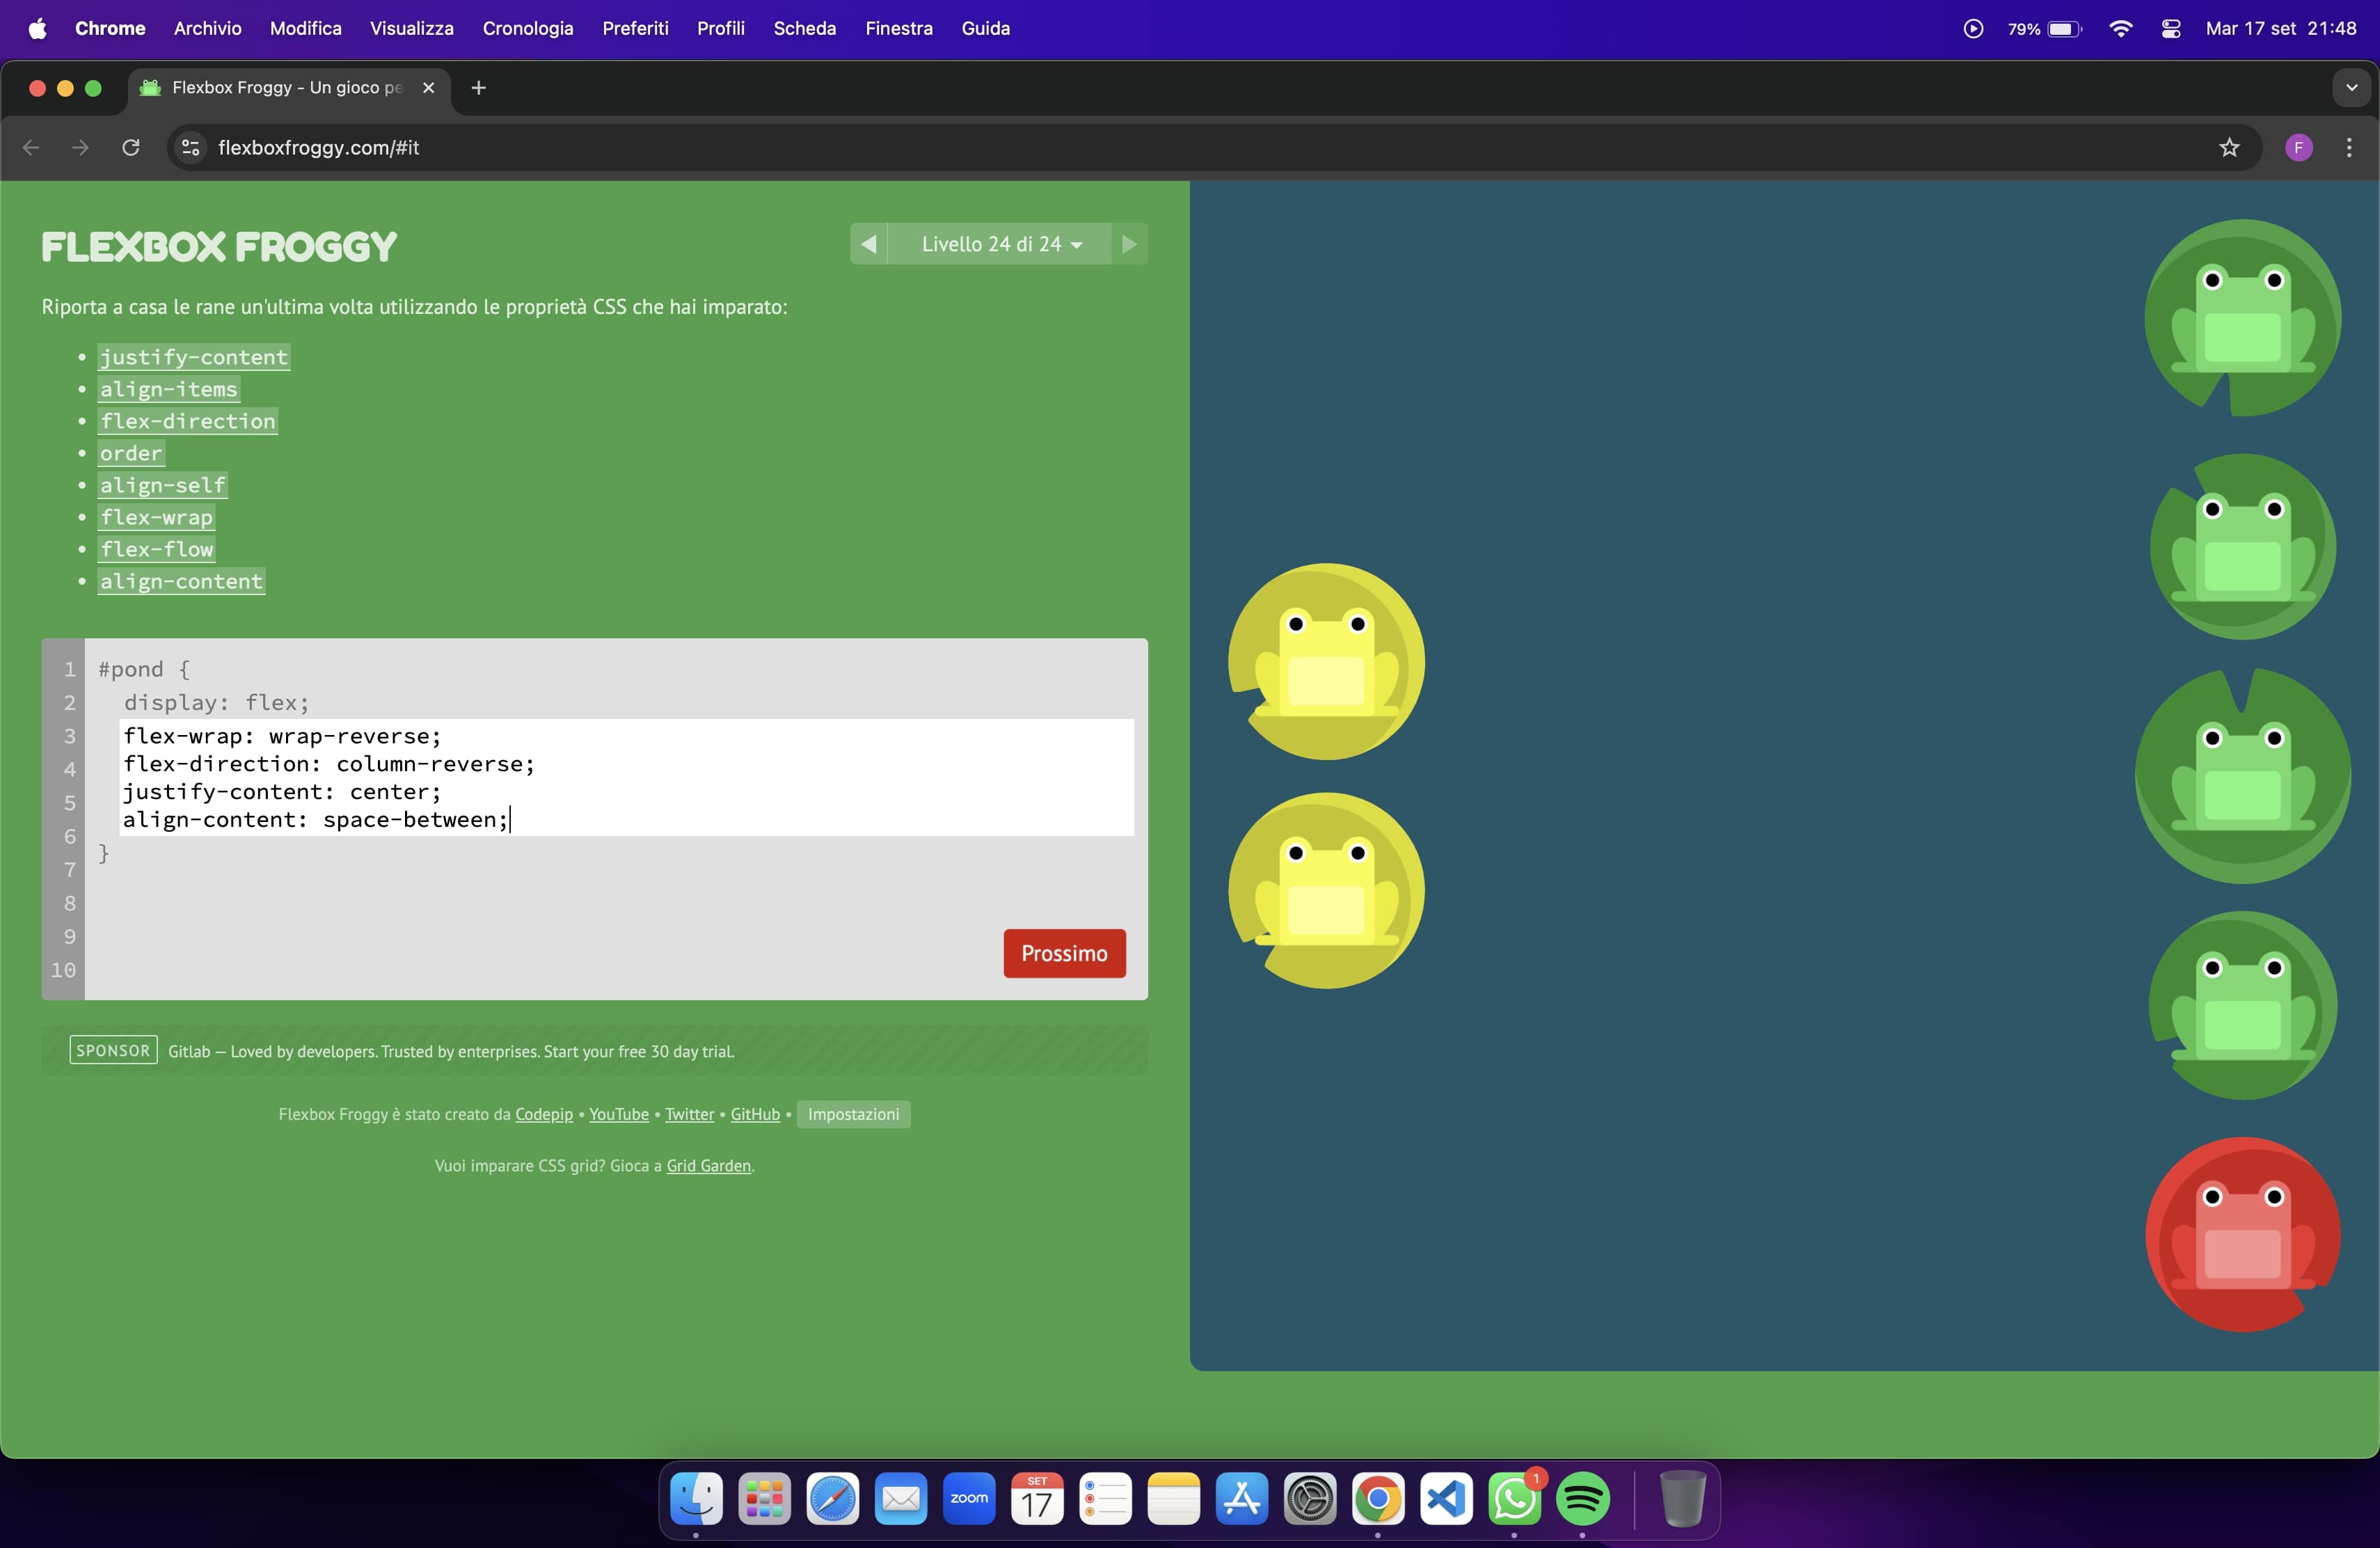 Chrome Archivio Modifica Visualizza Cronologia Preferiti Profili Scheda Finestra Guida 79% Mar 17 set 21:48
Flexbox Froggy - Un gioco pe
flexboxfroggy.com/#it F
FLEXBOX FROGGY
Livello 24 di 24
Riporta a casa le rane un'ultima volta utilizzando le proprietà CSS che hai imparato:
• justify-content
• align-items
• flex-direction
• order
• align-self
• flex-wrap
• flex-flow
• align-content
1 #pond {
2 display: flex;
3 flex-wrap: wrap-reverse;
4 flex-direction: column-reverse;
5 justify-content: center;
6 align-content: space-between;
7 }
8
9
10
Prossimo
SPONSOR Gitlab — Loved by developers. Trusted by enterprises. Start your free 30 day trial.
Flexbox Froggy è stato creato da Codepip • YouTube • Twitter • GitHub • Impostazioni
Vuoi imparare CSS grid? Gioca a Grid Garden.
zoom
SET
17
1